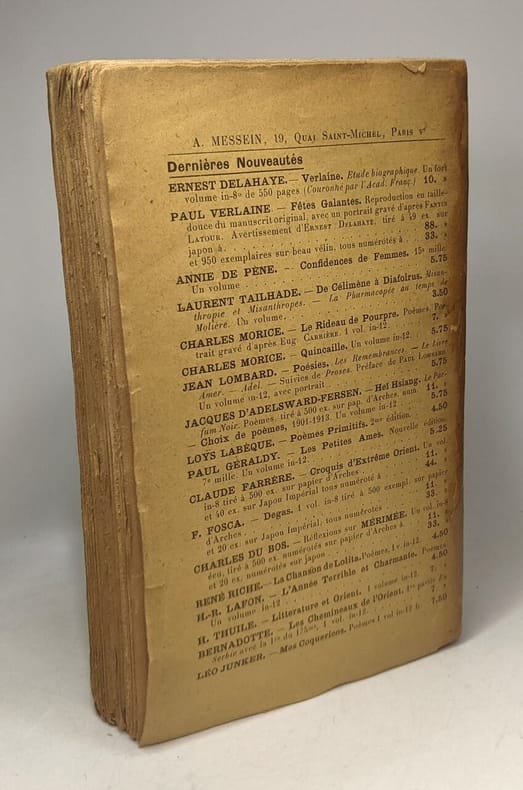 A. MESSEIN, 19, QUAI SAINT-MICHEL, PARIS Vᵉ
Dernières Nouveautés
ERNEST DELAHAYE. — Verlaine. Etude biographique. Un fort
volume in-8º de 550 pages (Couronné par l'Acad. Franç.) 10. »
PAUL VERLAINE — Fêtes Galantes. Reproduction en taille-
douce du manuscrit original, avec un portrait gravé d'après FANTIN
LATOUR. Avertissement d'ERNEST DELAHAYE, tiré à 49 ex sur
japon à. . . . 88. »
et 950 exemplaires sur beau vélin, tous numérotés à . . 33. »
ANNIE DE PÈNE. — Confidences de Femmes. 15e mille.
Un volume . . . 5.75
LAURENT TAILHADE. — De Célimène à Diafoirus. Misan-
thropie et Misanthropes. — La Pharmacopée au temps de
Molière. Un volume. . . 3.50
CHARLES MORICE. — Le Rideau de Pourpre. Poèmes. Por-
trait gravé d'après Eug. CARRIÈRE. 1 vol. in-12. . 7. »
CHARLES MORICE. — Quincaille. Un volume in-12. . 5.75
JEAN LOMBARD. — Poésies. Les Remembrances. — Le Livre
Amer. — Adel. — Suivies de Proses. Préface de PAUL
Un volume in-12, avec portrait . . . 5.75
JACQUES D'ADELSWARD-FERSEN. — Hei Hsiang. Le Par-
fum Noir. Poèmes, tiré à 500 ex. sur pap. d'Arches, num. 11. »
— Choix de poèmes, 1901-1913. Un volume in-12 . . 5.75
LOŸS LABÈQUE. — Poèmes Primitifs. 2me édition. . 4.50
PAUL GÉRALDY. — Les Petites Ames. Nouvelle édition
7e mille. Un volume in-12. . . 5.25
CLAUDE FARRÈRE. — Croquis d'Extrême Orient. Un vol.
in-8 tiré à 500 ex. sur papier d'Arches . . 11. »
et 40 ex. sur Japon Impérial tous numéroté à . . 44. »
F. FOSCA. — Degas. 1 vol. in-8 tiré à 500 exempl. sur papier
d'Arches . . . 11. »
et 20 ex. sur Japon Impérial, tous numérotés . . 33. »
CHARLES DU BOS. — Réflexions sur MÉRIMÉE. Un vol. in-8
écu, tiré à 500 ex. numérotés sur papier d'Arches à . 11. »
et 20 ex. numérotés sur japon . . . 33. »
RENÉ RICHE. — La Chanson de Lolita. Poèmes. 1 v. in-12. 4.50
H.-R. LAFON. — L'Année Terrible et Charmante. Poèmes.
Un volume in-12 . . . 4.50
H. THUILE. — Littérature et Orient. 1 volume in-12. . 7. »
BERNADOTTE. — Les Chemineaux de l'Orient. 1re partie En
Serbie avec la 1re du 175me, 1 vol. in-12. . . 7. »
LÉO JUNKER. — Mes Coquericos. Poèmes 1 vol in-12 7,50